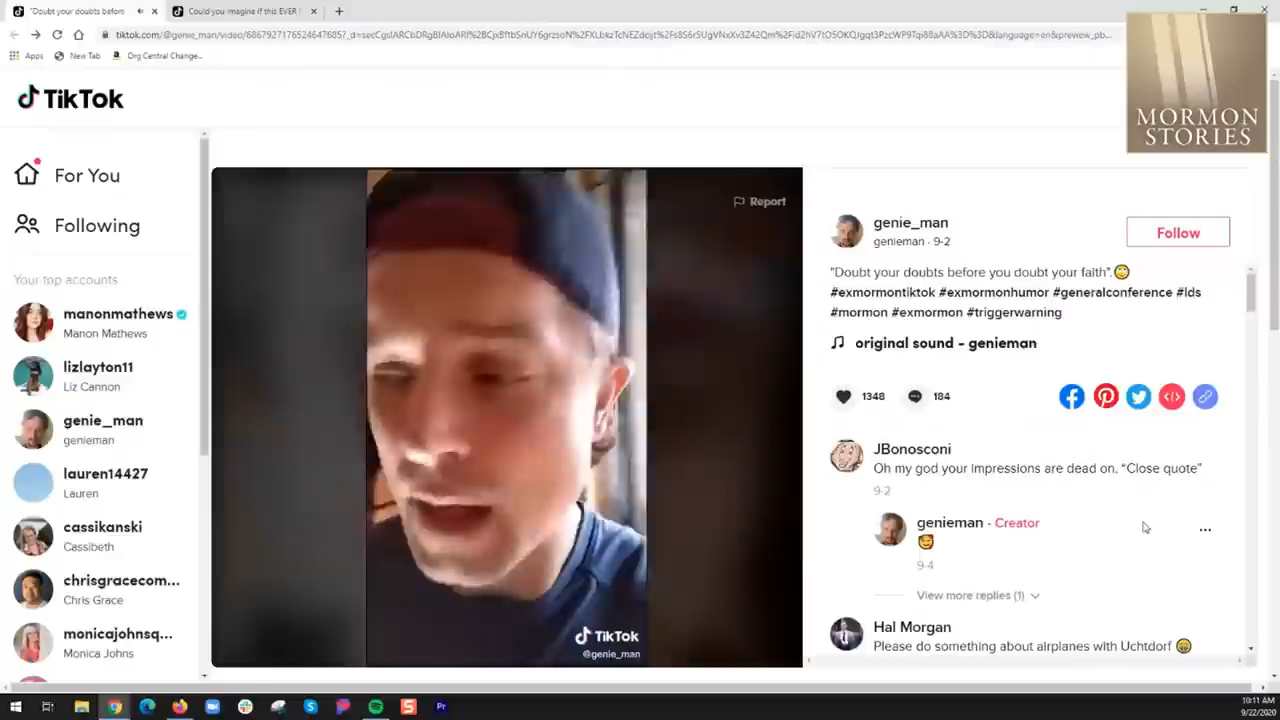 "Doubt your doubts before
Could you imagine if this EVER
Apps
New Tab
Org Central Change...
MORMON
STORIES
TikTok
For You
Following
Your top accounts
manonmathews
Manon Mathews
lizlayton11
Liz Cannon
genie_man
genieman
lauren14427
Lauren
cassikanski
Cassibeth
chrisgracecom...
Chris Grace
monicajohnsq...
Monica Johns
Report
TikTok
@genie_man
genie_man
genieman · 9-2
Follow
"Doubt your doubts before you doubt your faith".🙄
#exmormontiktok #exmormonhumor #generalconference #lds
#mormon #exmormon #triggerwarning
original sound - genieman
1348
184
JBonosconi
Oh my god your impressions are dead on. "Close quote"
9-2
genieman · Creator
9-4
View more replies (1)
Hal Morgan
Please do something about airplanes with Uchtdorf 😄
10:11 AM
9/22/2020